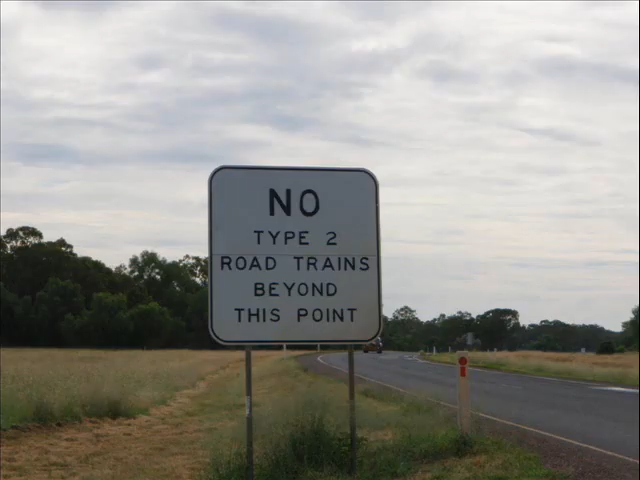 NO
TYPE 2
ROAD TRAINS
BEYOND
THIS POINT